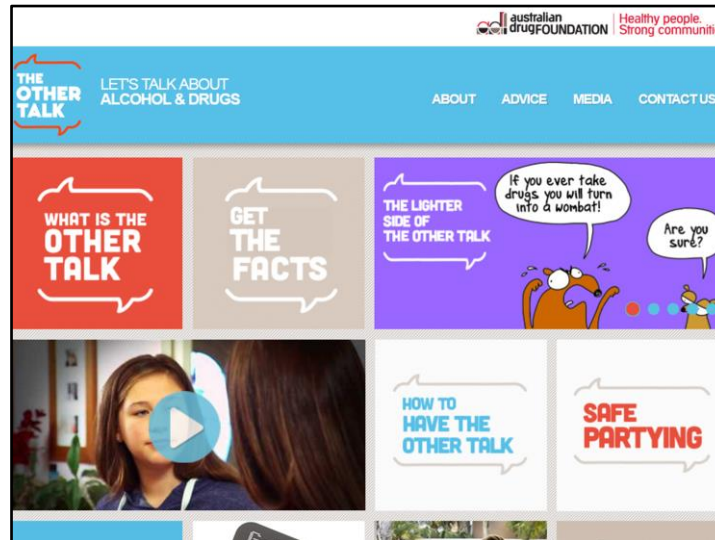 australian
drugFOUNDATION
Healthy people.
Strong
THE
OTHER
TALK
LET'S TALK ABOUT
ALCOHOL & DRUGS
ABOUT ADVICE MEDIA CONTACT US
WHAT IS THE
OTHER
TALK
GET
THE
FACTS
THE LIGHTER
SIDE OF
THE OTHER TALK
If you ever take
drugs you will turn
into a wombat!
Are you
sure?
HOW TO
HAVE THE
OTHER TALK
SAFE
PARTYING